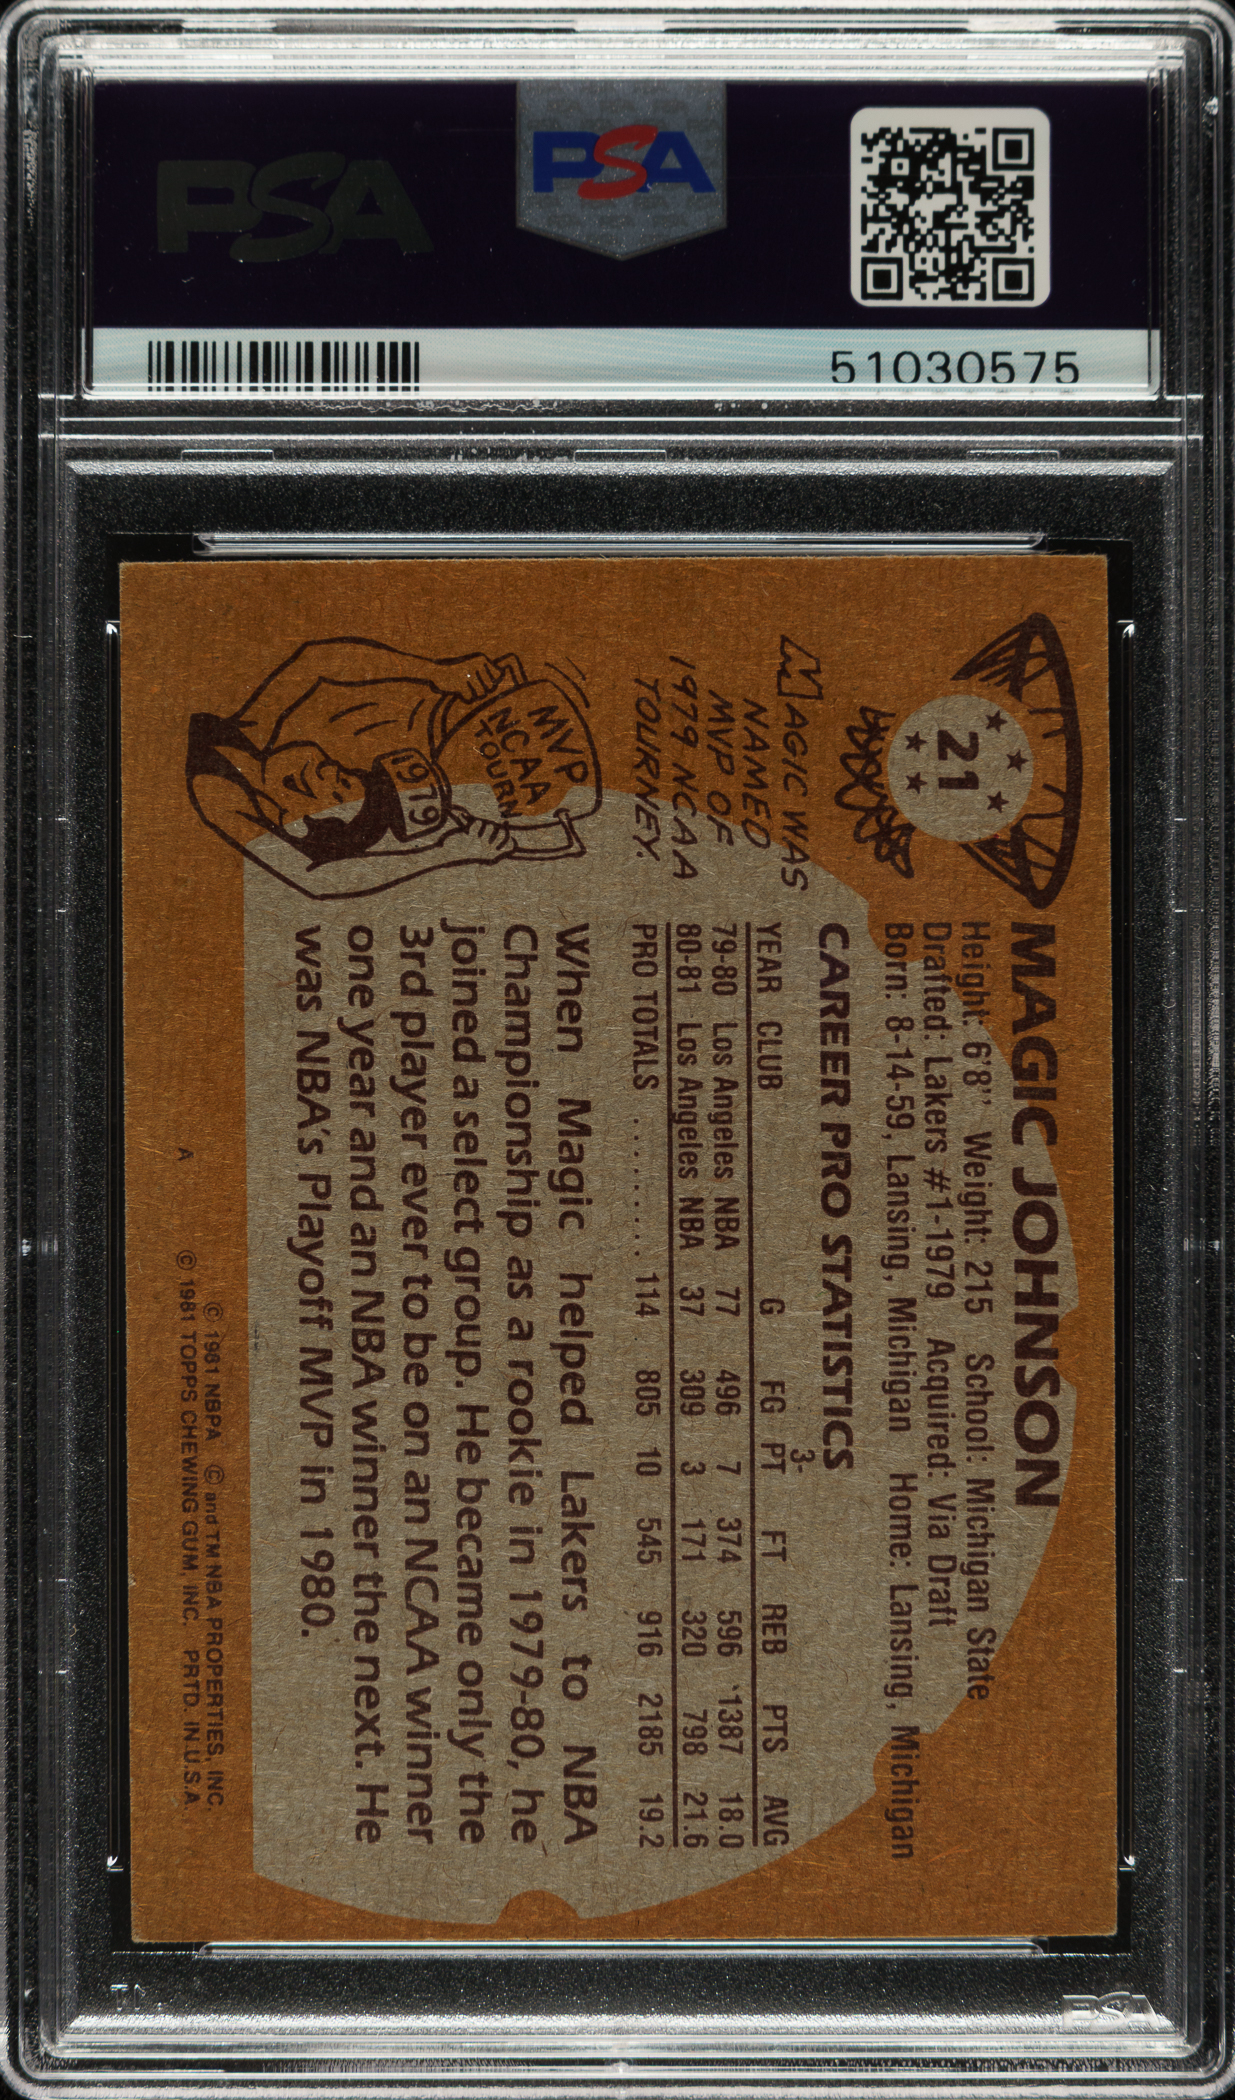 PSA
PSA
51030575
21
MAGIC JOHNSON
Height: 6'8" Weight: 215 School: Michigan State
Drafted: Lakers #1-1979 Acquired: Via Draft
Born: 8-14-59, Lansing, Michigan Home: Lansing, Michigan
CAREER PRO STATISTICS
YEAR CLUB G FG 3-PT FT REB PTS AVG
79-80 Los Angeles NBA 77 496 7 374 596 1387 18.0
80-81 Los Angeles NBA 37 309 3 171 320 798 21.6
PRO TOTALS ......... 114 805 10 545 916 2185 19.2
MAGIC WAS
NAMED
MVP OF
1979 NCAA
TOURNEY.
MVP
NCAA
TOURN
1979
When Magic helped Lakers to NBA
Championship as a rookie in 1979-80, he
joined a select group. He became only the
3rd player ever to be on an NCAA winner
one year and an NBA winner the next. He
was NBA's Playoff MVP in 1980.
© 1981 NBPA © and TM NBA PROPERTIES, INC.
A © 1981 TOPPS CHEWING GUM, INC. PRTD. IN U.S.A.
PSA